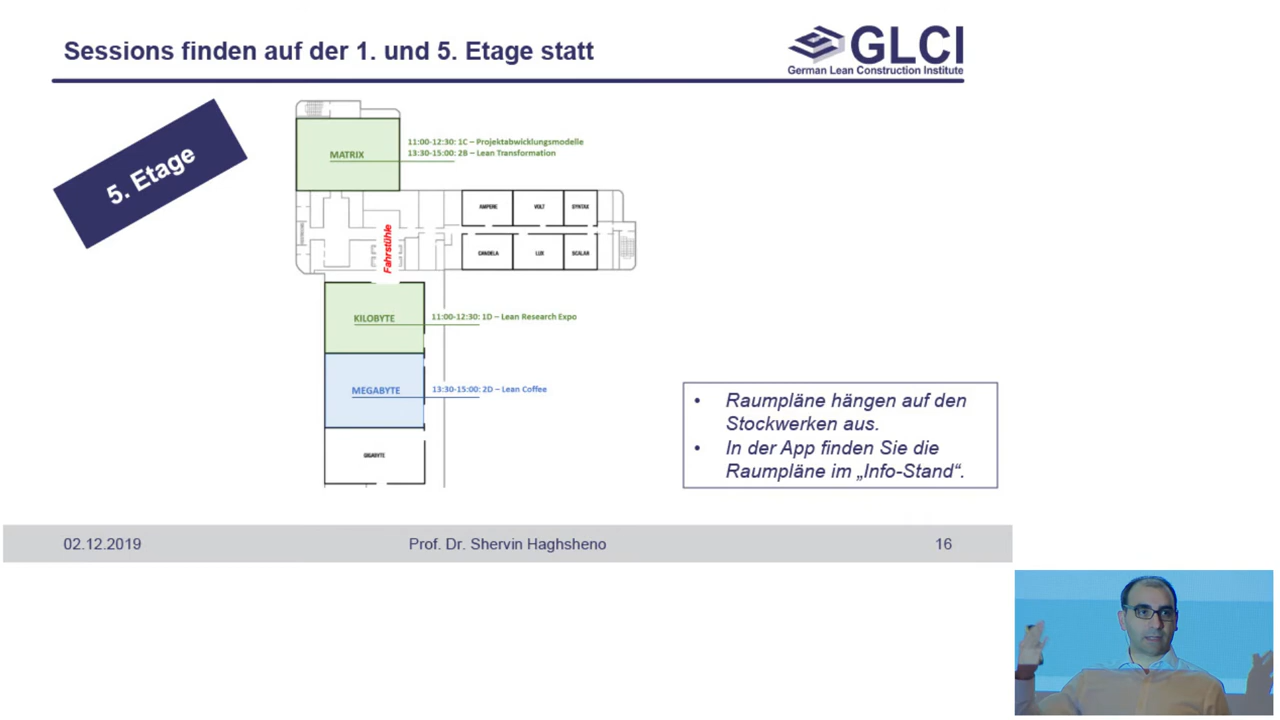 Sessions finden auf der 1. und 5. Etage statt
GLCI
German Lean Construction Institute
5. Etage
MATRIX
11:00-12:30: 1C – Projektabwicklungsmodelle
13:30-15:00: 2B – Lean Transformation
AMPERE
VOLT
SYNTAX
Fahrstühle
CANDELA
LUX
SCALAR
KILOBYTE
11:00-12:30: 1D – Lean Research Expo
MEGABYTE
13:30-15:00: 2D – Lean Coffee
GIGABYTE
• Raumpläne hängen auf den
Stockwerken aus.
• In der App finden Sie die
Raumpläne im „Info-Stand“.
02.12.2019
Prof. Dr. Shervin Haghsheno
16